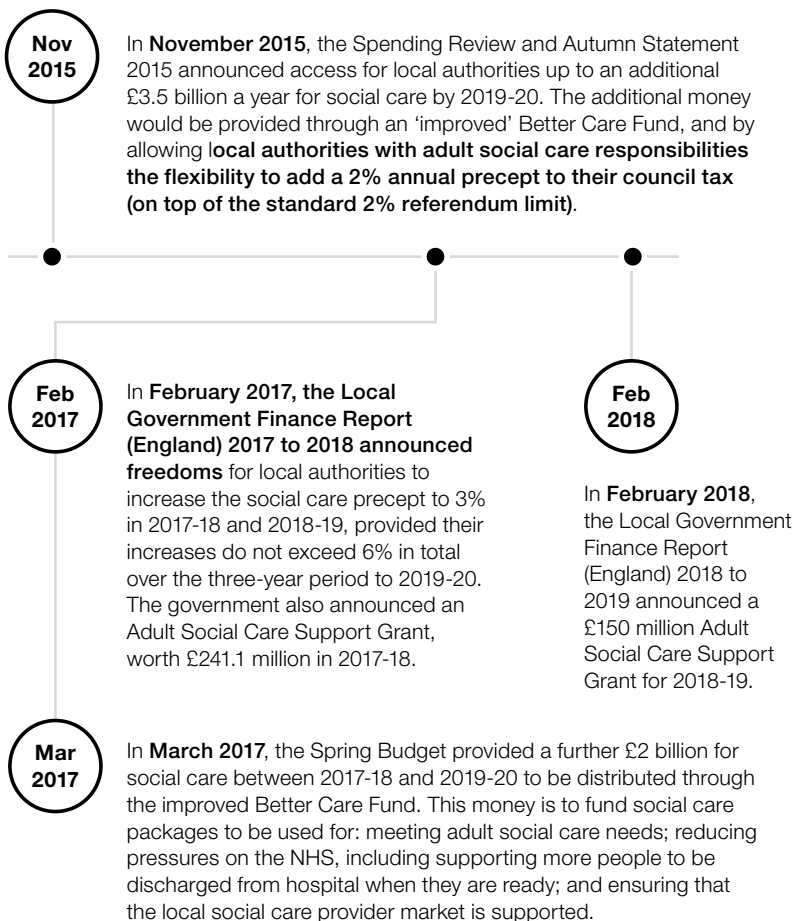 Nov
2015
In November 2015, the Spending Review and Autumn Statement
2015 announced access for local authorities up to an additional
£3.5 billion a year for social care by 2019-20. The additional money
would be provided through an ‘improved’ Better Care Fund, and by
allowing local authorities with adult social care responsibilities
the flexibility to add a 2% annual precept to their council tax
(on top of the standard 2% referendum limit).
Feb
2017
In February 2017, the Local
Government Finance Report
(England) 2017 to 2018 announced
freedoms for local authorities to
increase the social care precept to 3%
in 2017-18 and 2018-19, provided their
increases do not exceed 6% in total
over the three-year period to 2019-20.
The government also announced an
Adult Social Care Support Grant,
worth £241.1 million in 2017-18.
Feb
2018
In February 2018,
the Local Government
Finance Report
(England) 2018 to
2019 announced a
£150 million Adult
Social Care Support
Grant for 2018-19.
Mar
2017
In March 2017, the Spring Budget provided a further £2 billion for
social care between 2017-18 and 2019-20 to be distributed through
the improved Better Care Fund. This money is to fund social care
packages to be used for: meeting adult social care needs; reducing
pressures on the NHS, including supporting more people to be
discharged from hospital when they are ready; and ensuring that
the local social care provider market is supported.